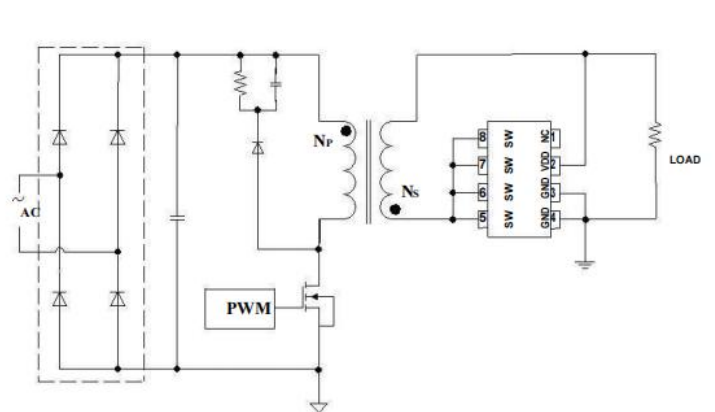 AC
PWM
NP
NS
8 SW
7 SW
6 SW
5 SW
NC 1
VDD 2
GND 3
GND 4
LOAD